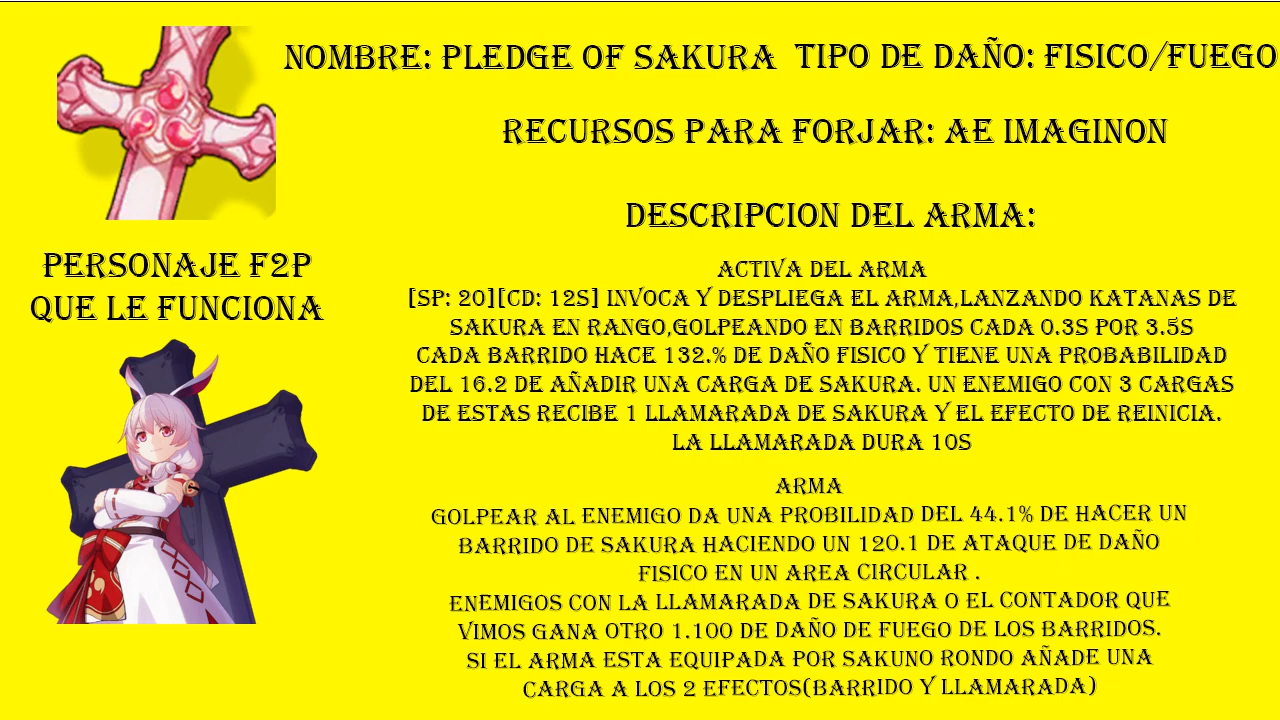 NOMBRE: PLEDGE OF SAKURA TIPO DE DAÑO: FISICO/FUEGO
RECURSOS PARA FORJAR: AE IMAGINON
DESCRIPCION DEL ARMA:
PERSONAJE F2P
QUE LE FUNCIONA
ACTIVA DEL ARMA
[SP: 20][CD: 12S] INVOCA Y DESPLIEGA EL ARMA,LANZANDO KATANAS DE
SAKURA EN RANGO,GOLPEANDO EN BARRIDOS CADA 0.3S POR 3.5S
CADA BARRIDO HACE 132.% DE DAÑO FISICO Y TIENE UNA PROBABILIDAD
DEL 16.2 DE AÑADIR UNA CARGA DE SAKURA. UN ENEMIGO CON 3 CARGAS
DE ESTAS RECIBE 1 LLAMARADA DE SAKURA Y EL EFECTO DE REINICIA.
LA LLAMARADA DURA 10S
ARMA
GOLPEAR AL ENEMIGO DA UNA PROBILIDAD DEL 44.1% DE HACER UN
BARRIDO DE SAKURA HACIENDO UN 120.1 DE ATAQUE DE DAÑO
FISICO EN UN AREA CIRCULAR .
ENEMIGOS CON LA LLAMARADA DE SAKURA O EL CONTADOR QUE
VIMOS GANA OTRO 1.100 DE DAÑO DE FUEGO DE LOS BARRIDOS.
SI EL ARMA ESTA EQUIPADA POR SAKUNO RONDO AÑADE UNA
CARGA A LOS 2 EFECTOS(BARRIDO Y LLAMARADA)